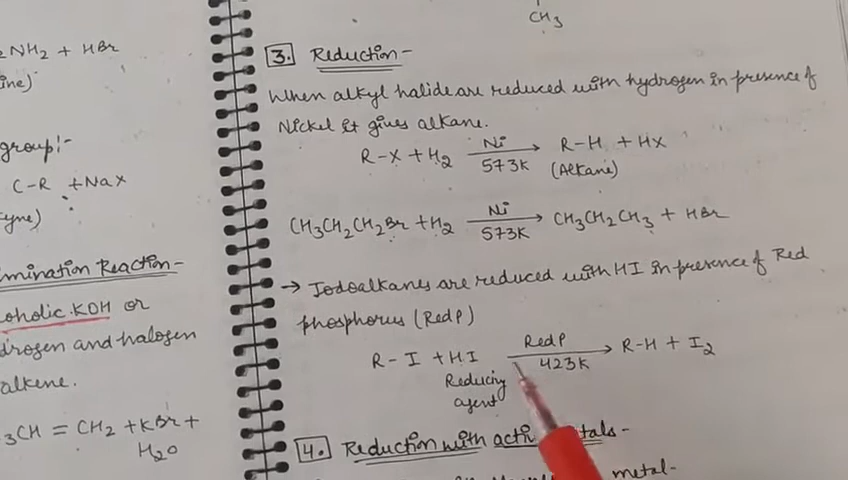 2NH2 + HBr
ine)
group:-
C-R + NaX
yne)
mination Reaction-
oholic KOH or
drogen and halogen
alkene.
3CH = CH2 + KBr +
H2O
CH3
3. Reduction-
When alkyl halide are reduced with hydrogen in presence of
Nickel it gives alkane.
R-X + H2 Ni 573K → R-H + HX
(Alkane)
CH3CH2CH2Br + H2 Ni 573K → CH3CH2CH3 + HBr
→ Iodoalkanes are reduced with HI in presence of Red
phosphorus (Red P)
R-I + HI Red P 423K → R-H + I2
Reducing
agent
4. Reduction with
metal-